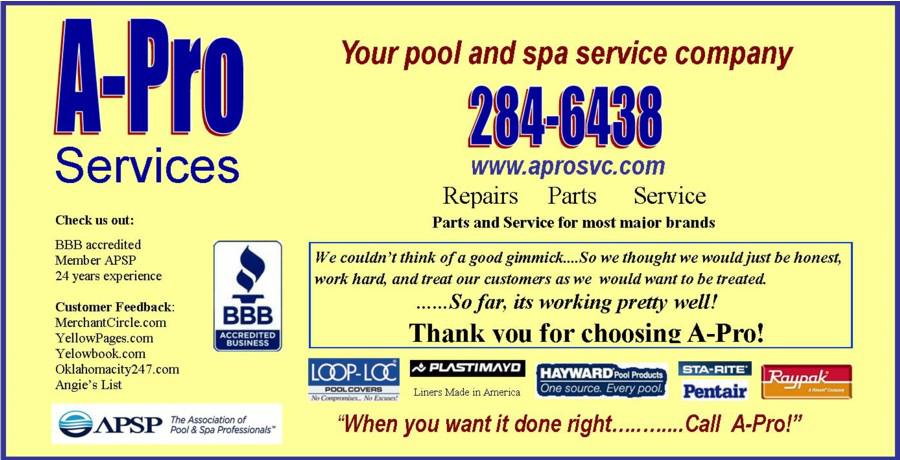 A-Pro
Services
Your pool and spa service company
284-6438
www.aprosvc.com
Repairs Parts Service
Parts and Service for most major brands
Check us out:
BBB accredited
Member APSP
24 years experience
Customer Feedback:
MerchantCircle.com
YellowPages.com
Yelowbook.com
Oklahomacity247.com
Angie's List
BBB
ACCREDITED
BUSINESS
We couldn't think of a good gimmick....So we thought we would just be honest,
work hard, and treat our customers as we would want to be treated.
......So far, its working pretty well!
Thank you for choosing A-Pro!
LOOP-LOC
POOL COVERS
No Compromises... No Excuses!
PLASTIMAYD
Liners Made in America
HAYWARD Pool Products
One source. Every pool.
STA-RITE
Pentair
Raypak
APSP The Association of
Pool & Spa Professionals
"When you want it done right...........Call A-Pro!"